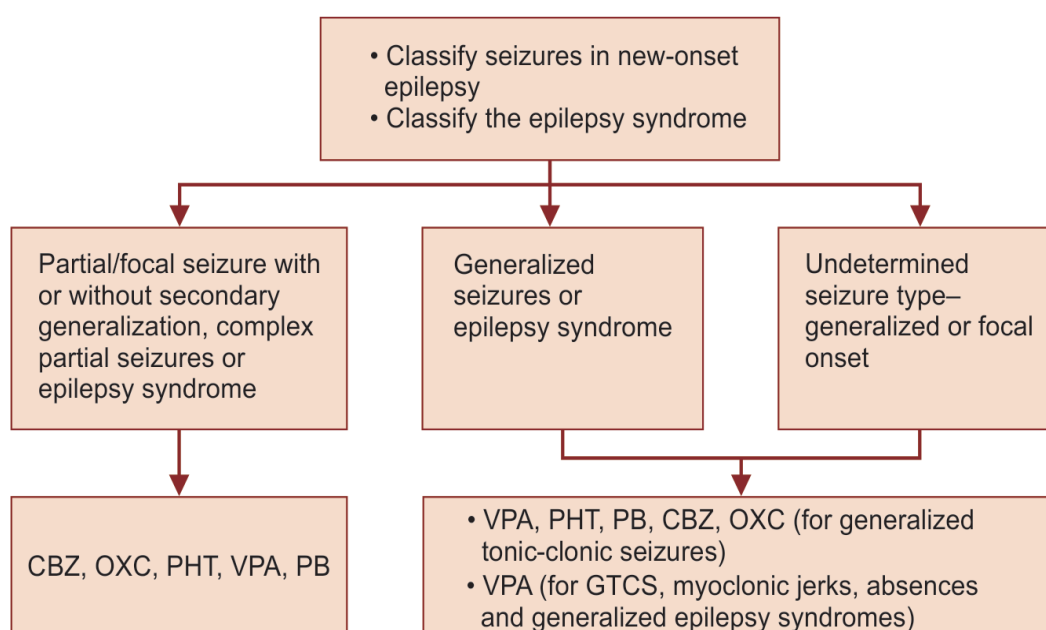 • Classify seizures in new-onset
epilepsy
• Classify the epilepsy syndrome
Partial/focal seizure with
or without secondary
generalization, complex
partial seizures or
epilepsy syndrome
Generalized
seizures or
epilepsy syndrome
Undetermined
seizure type–
generalized or focal
onset
CBZ, OXC, PHT, VPA, PB
• VPA, PHT, PB, CBZ, OXC (for generalized
tonic-clonic seizures)
• VPA (for GTCS, myoclonic jerks, absences
and generalized epilepsy syndromes)